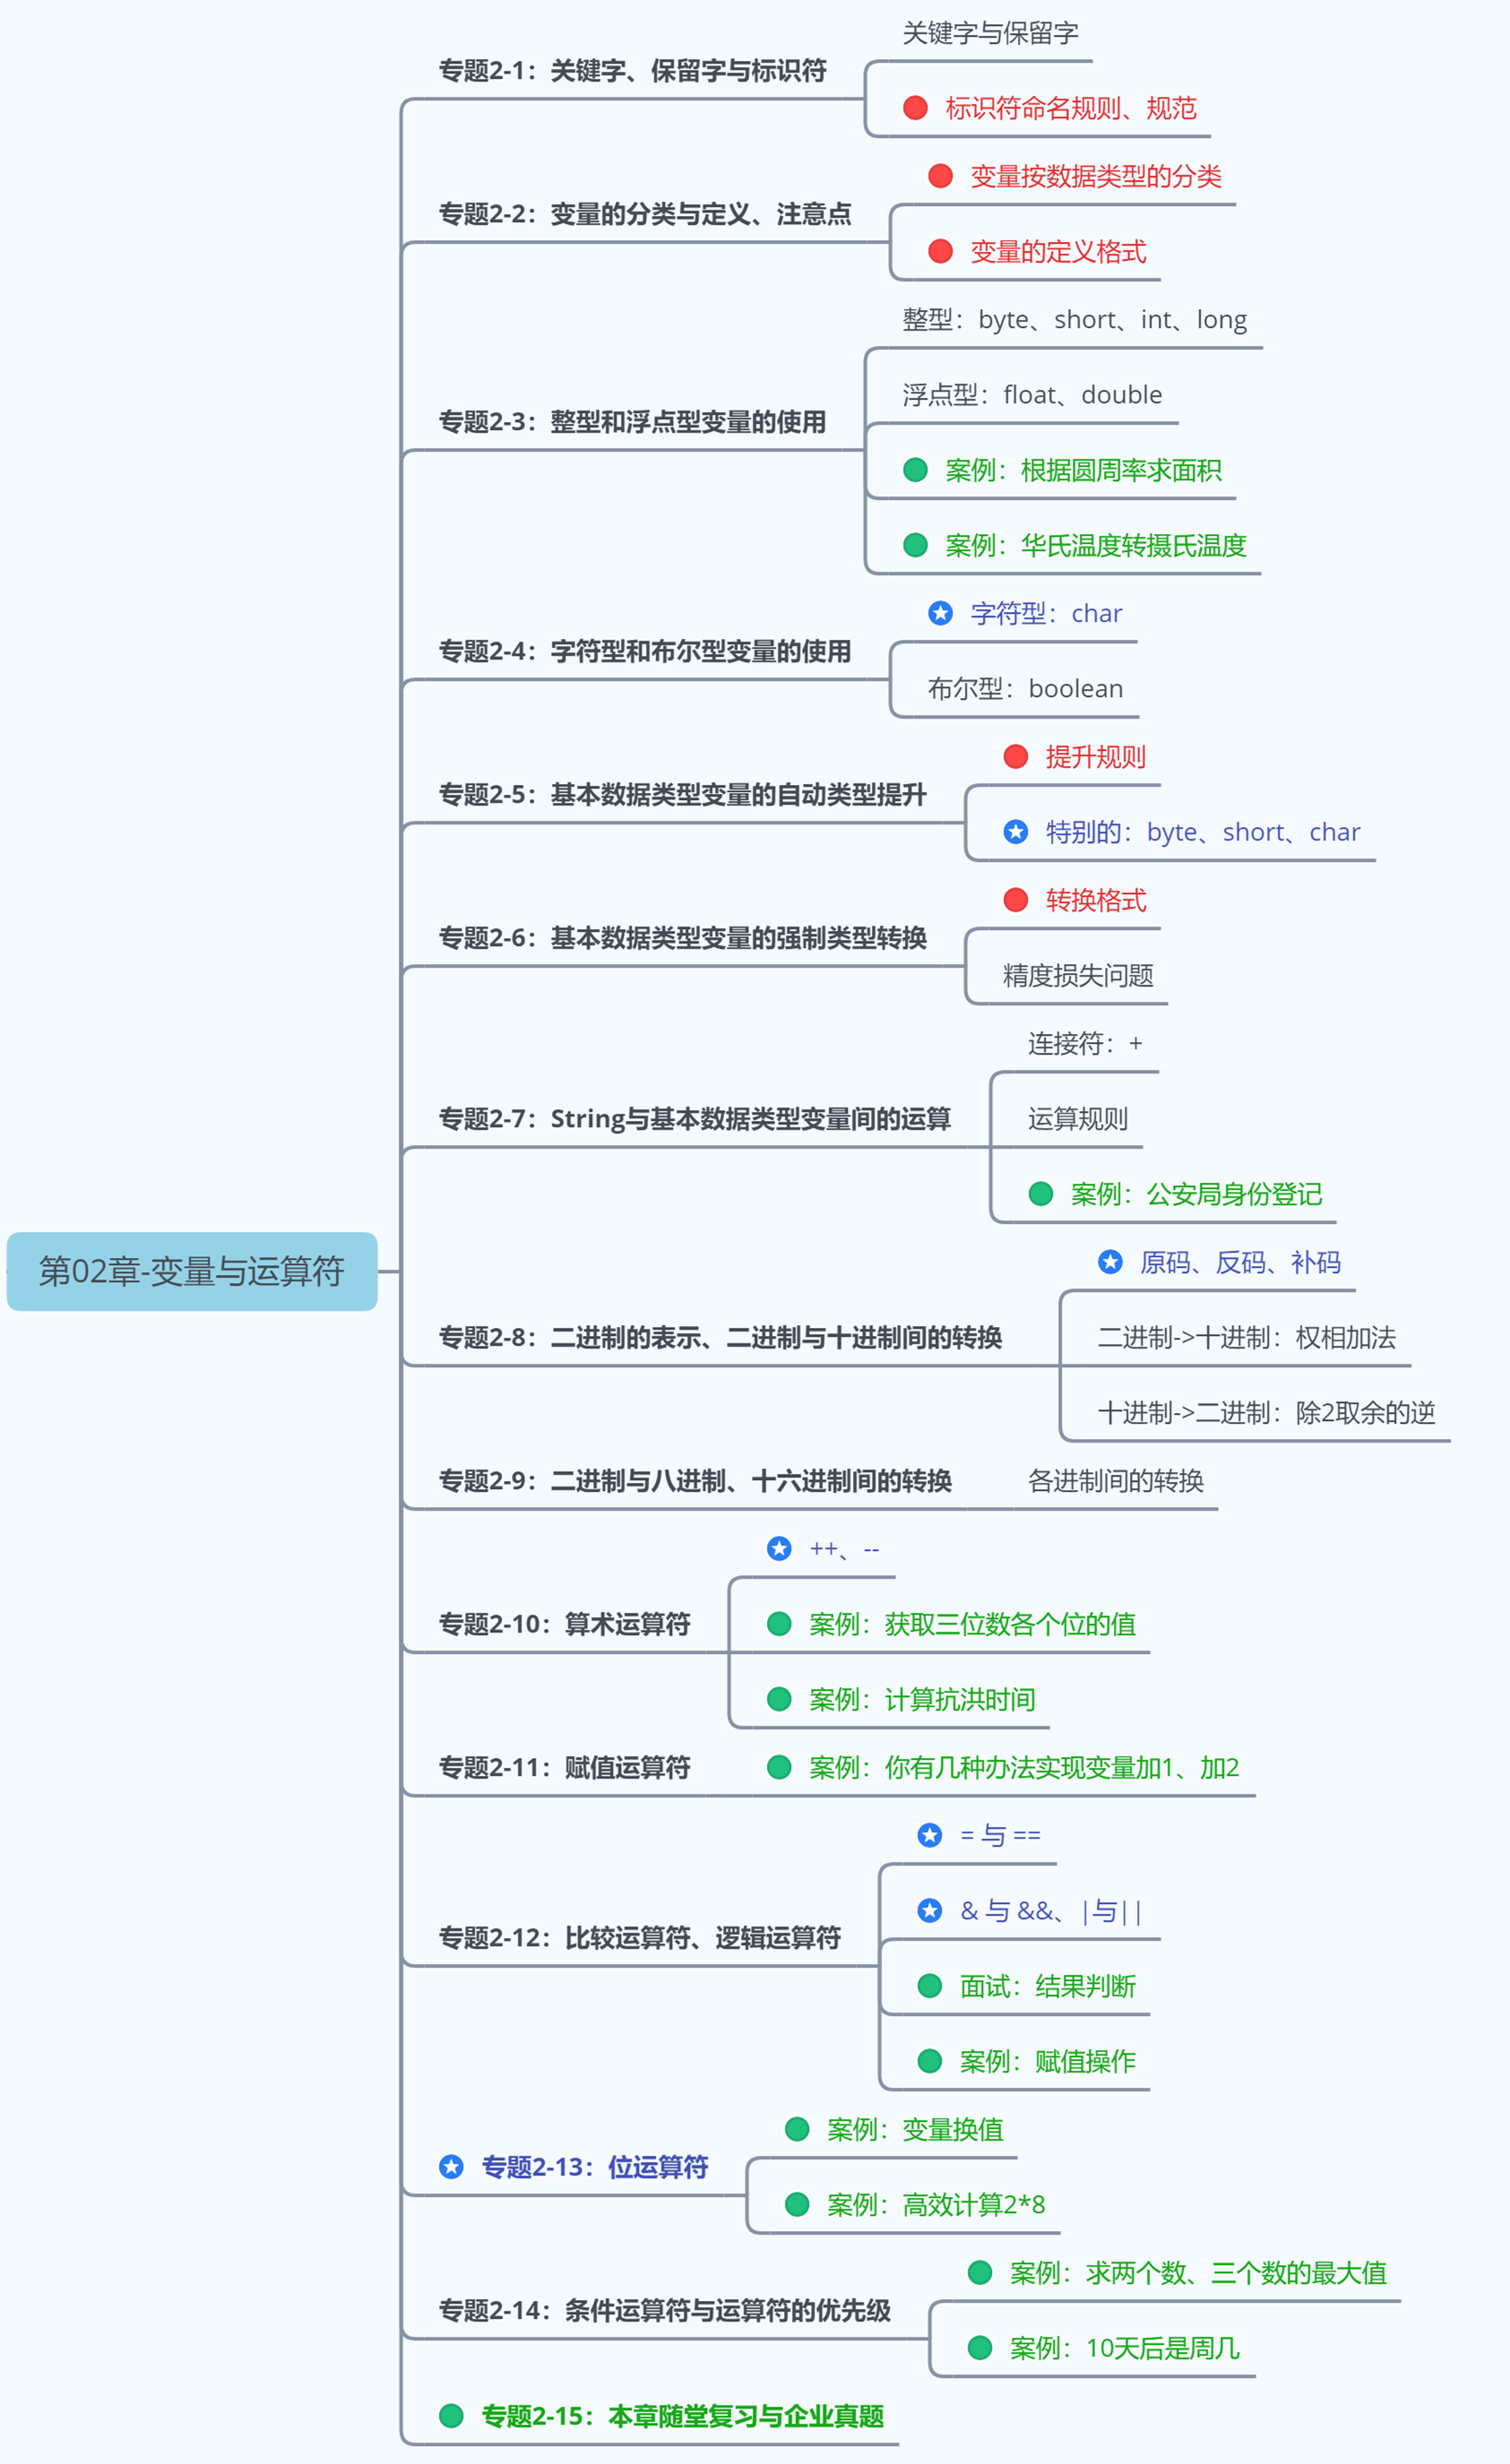 第02章-变量与运算符
专题2-1：关键字、保留字与标识符
关键字与保留字
标识符命名规则、规范
专题2-2：变量的分类与定义、注意点
变量按数据类型的分类
变量的定义格式
专题2-3：整型和浮点型变量的使用
整型：byte、short、int、long
浮点型：float、double
案例：根据圆周率求面积
案例：华氏温度转摄氏温度
专题2-4：字符型和布尔型变量的使用
字符型：char
布尔型：boolean
专题2-5：基本数据类型变量的自动类型提升
提升规则
特别的：byte、short、char
专题2-6：基本数据类型变量的强制类型转换
转换格式
精度损失问题
专题2-7：String与基本数据类型变量间的运算
连接符：+
运算规则
案例：公安局身份登记
专题2-8：二进制的表示、二进制与十进制间的转换
原码、反码、补码
二进制->十进制：权相加法
十进制->二进制：除2取余的逆
专题2-9：二进制与八进制、十六进制间的转换
各进制间的转换
专题2-10：算术运算符
++、--
案例：获取三位数各个位的值
案例：计算抗洪时间
专题2-11：赋值运算符
案例：你有几种办法实现变量加1、加2
专题2-12：比较运算符、逻辑运算符
= 与 ==
& 与 &&、|与||
面试：结果判断
案例：赋值操作
专题2-13：位运算符
案例：变量换值
案例：高效计算2*8
专题2-14：条件运算符与运算符的优先级
案例：求两个数、三个数的最大值
案例：10天后是周几
专题2-15：本章随堂复习与企业真题